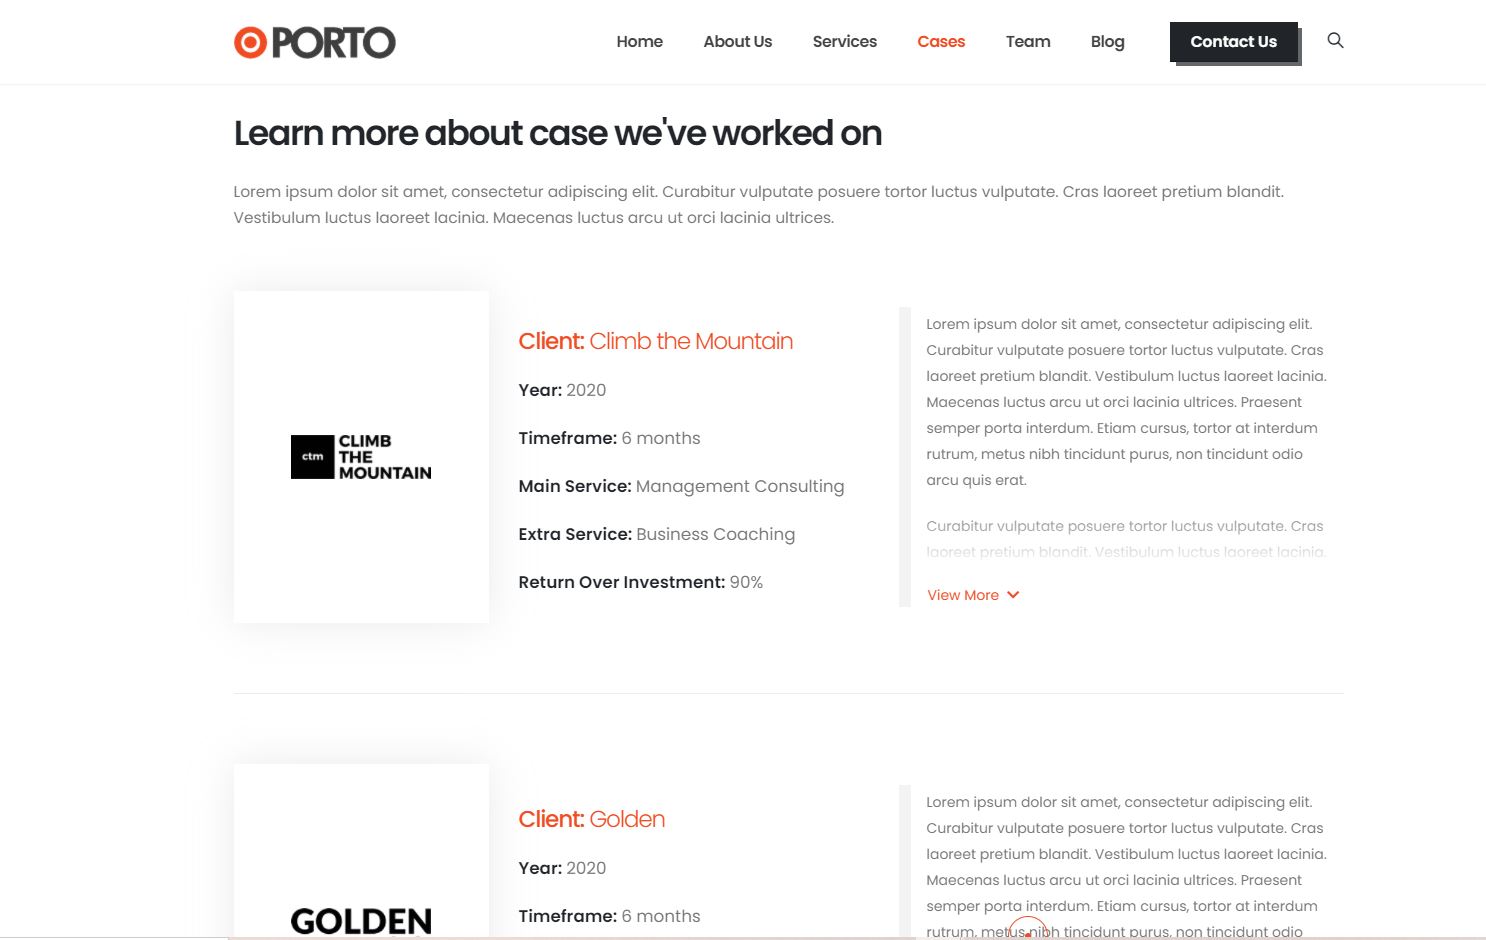 PORTO
Home About Us Services Cases Team Blog Contact Us
Learn more about case we've worked on
Lorem ipsum dolor sit amet, consectetur adipiscing elit. Curabitur vulputate posuere tortor luctus vulputate. Cras laoreet pretium blandit.
Vestibulum luctus laoreet lacinia. Maecenas luctus arcu ut orci lacinia ultrices.
ctm
CLIMB
THE
MOUNTAIN
Client: Climb the Mountain
Year: 2020
Timeframe: 6 months
Main Service: Management Consulting
Extra Service: Business Coaching
Return Over Investment: 90%
Lorem ipsum dolor sit amet, consectetur adipiscing elit.
Curabitur vulputate posuere tortor luctus vulputate. Cras
laoreet pretium blandit. Vestibulum luctus laoreet lacinia.
Maecenas luctus arcu ut orci lacinia ultrices. Praesent
semper porta interdum. Etiam cursus, tortor at interdum
rutrum, metus nibh tincidunt purus, non tincidunt odio
arcu quis erat.
Curabitur vulputate posuere tortor luctus vulputate. Cras
laoreet pretium blandit. Vestibulum luctus laoreet lacinia.
View More
GOLDEN
Client: Golden
Year: 2020
Timeframe: 6 months
Lorem ipsum dolor sit amet, consectetur adipiscing elit.
Curabitur vulputate posuere tortor luctus vulputate. Cras
laoreet pretium blandit. Vestibulum luctus laoreet lacinia.
Maecenas luctus arcu ut orci lacinia ultrices. Praesent
semper porta interdum. Etiam cursus, tortor at interdum
rutrum, metus nibh tincidunt purus, non tincidunt odio